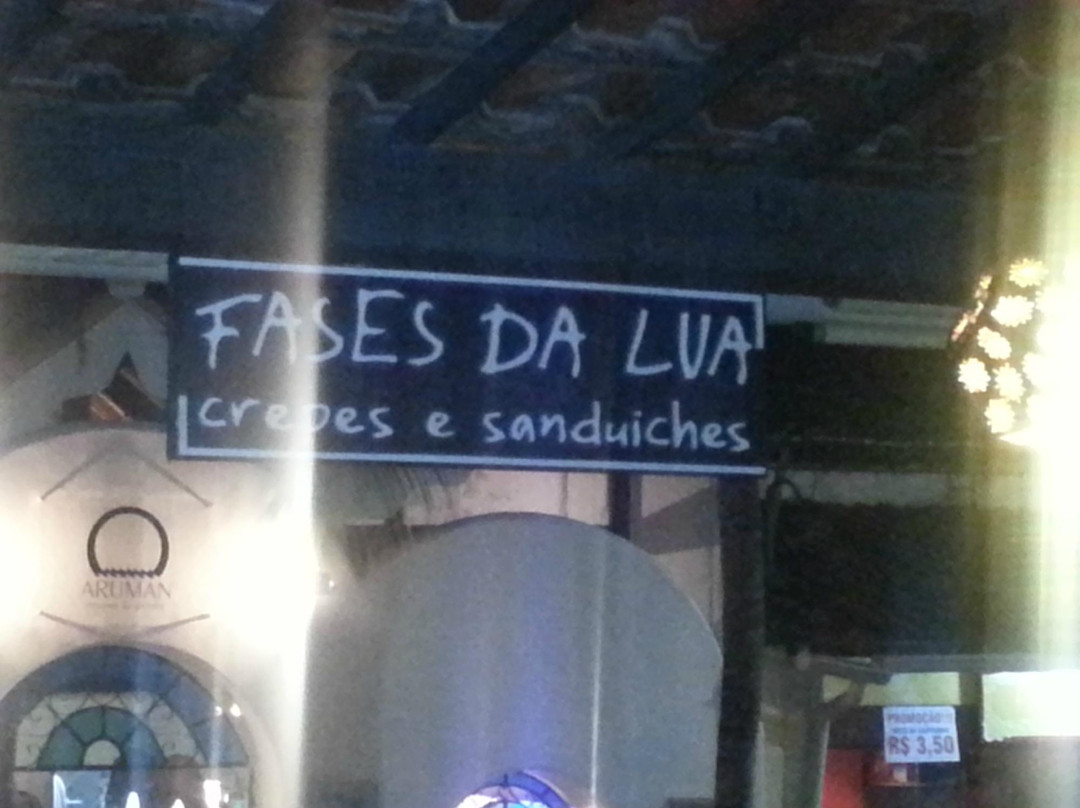 FASES DA LUA
crepes e sanduiches
ARUMAN
PROMOÇÃO
R$ 3,50